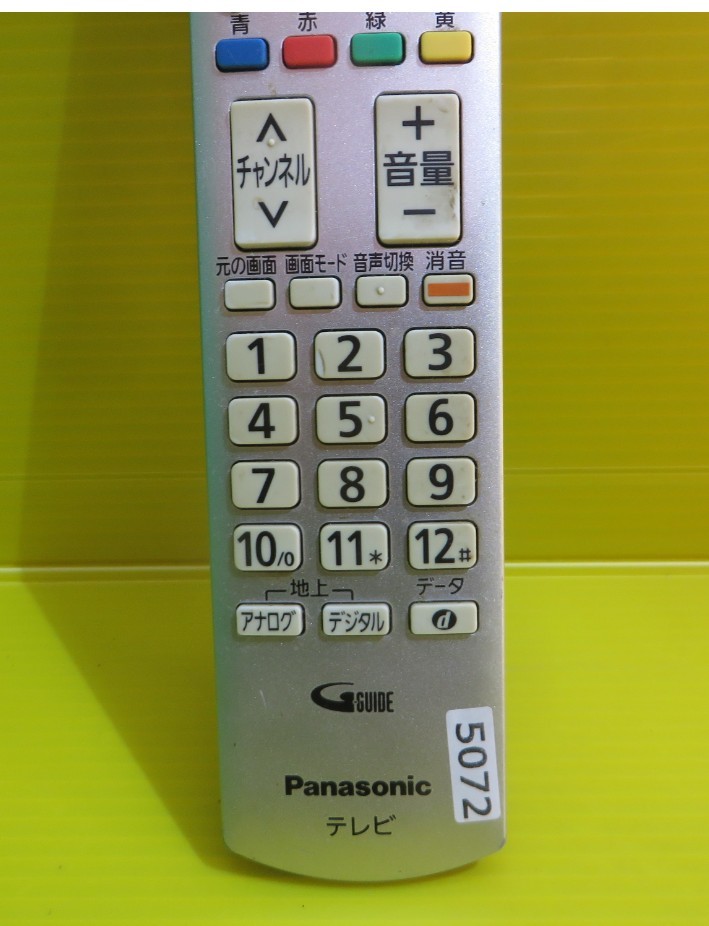 青 赤 緑 黄
チャンネル
+
音量
−
元の画面 画面モード 音声切換 消音
1 2 3
4 5 6
7 8 9
10/0 11* 12#
地上 データ
アナログ デジタル d
G-GUIDE
5072
Panasonic
テレビ